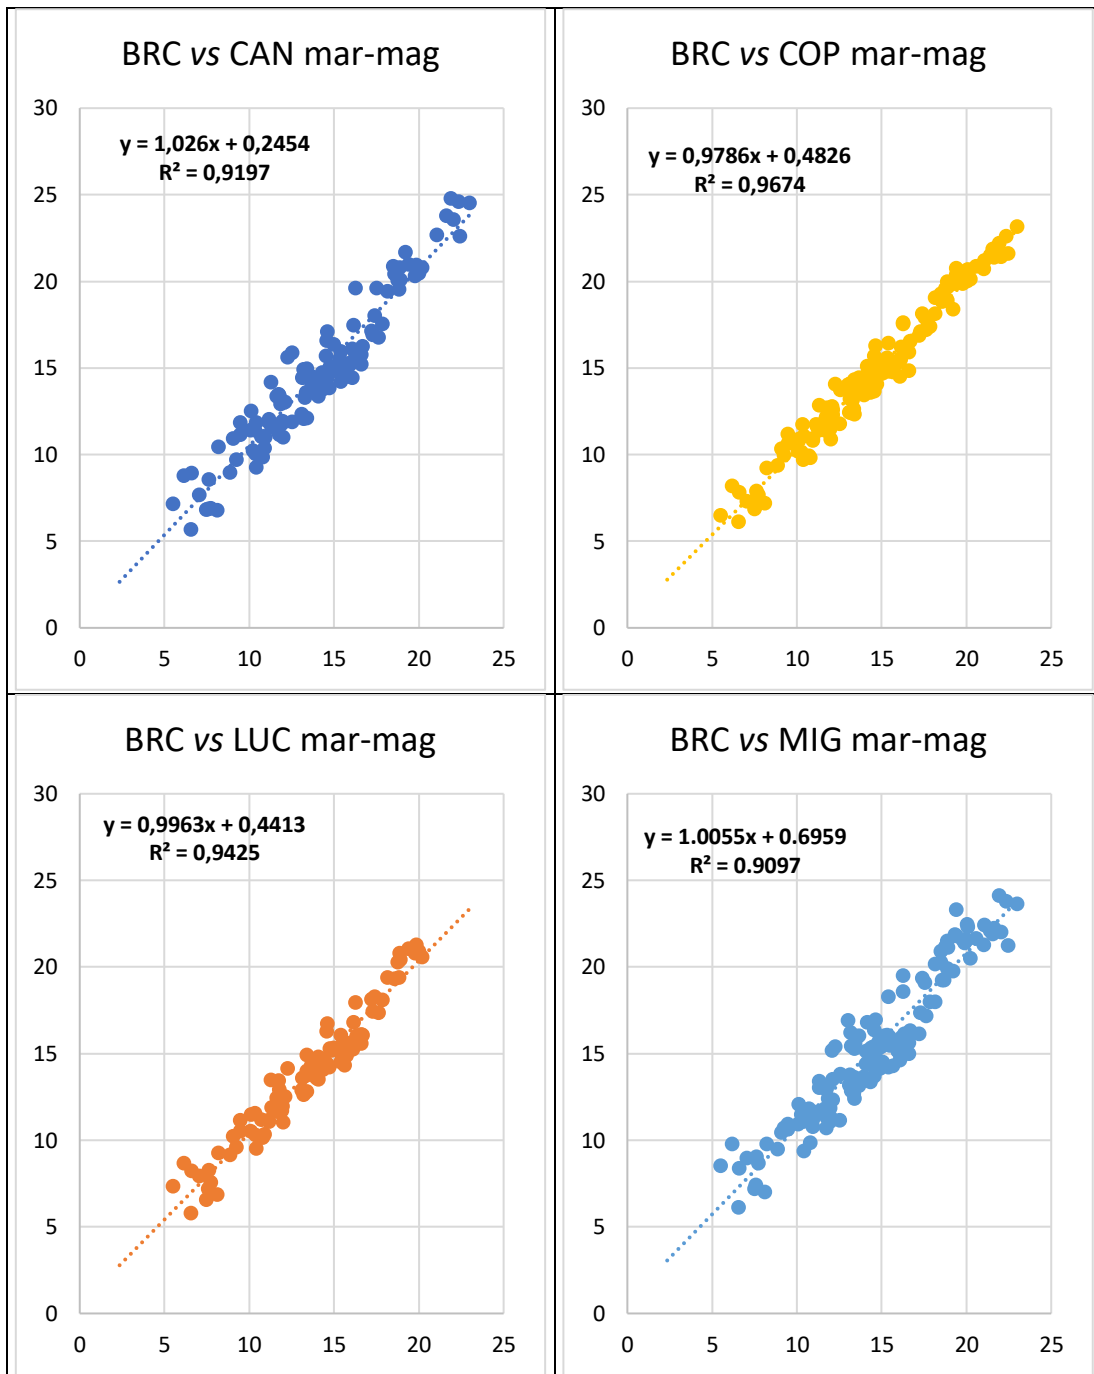 BRC vs CAN mar-mag
30
y = 1,026x + 0,2454
R² = 0,9197
25
20
15
10
5
0
0 5 10 15 20 25
BRC vs COP mar-mag
30
y = 0,9786x + 0,4826
R² = 0,9674
25
20
15
10
5
0
0 5 10 15 20 25
BRC vs LUC mar-mag
30
y = 0,9963x + 0,4413
R² = 0,9425
25
20
15
10
5
0
0 5 10 15 20 25
BRC vs MIG mar-mag
30
y = 1.0055x + 0.6959
R² = 0.9097
25
20
15
10
5
0
0 5 10 15 20 25